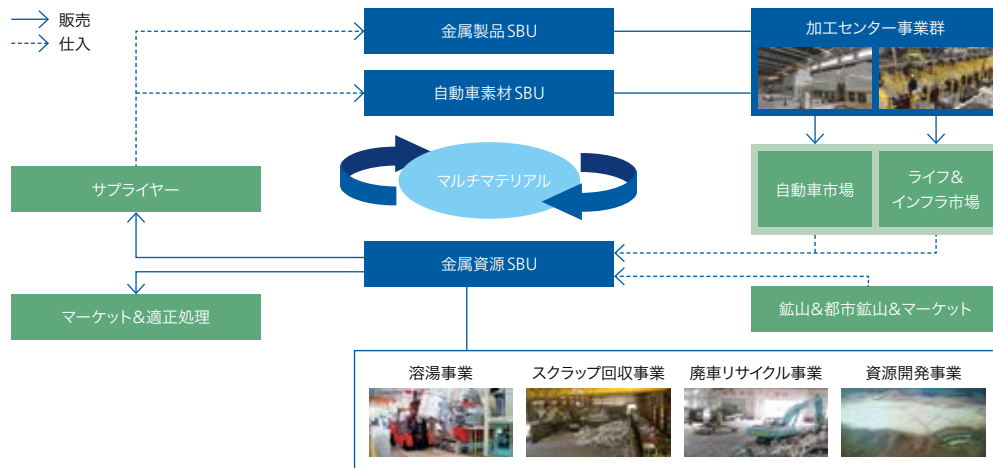 販売
仕入
金属製品SBU
自動車素材SBU
加工センター事業群
マルチマテリアル
サプライヤー
自動車市場
ライフ&
インフラ市場
金属資源SBU
マーケット&適正処理
鉱山&都市鉱山&マーケット
溶湯事業
スクラップ回収事業
廃車リサイクル事業
資源開発事業